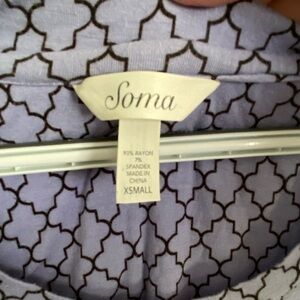 Soma
93% RAYON
7%
SPANDEX
MADE IN
CHINA
XSMALL